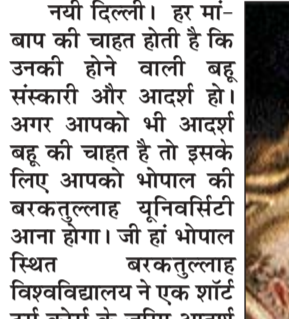 नयी दिल्ली। हर मां-
बाप की चाहत होती है कि
उनकी होने वाली बहू
संस्कारी और आदर्श हो।
अगर आपको भी आदर्श
बहू की चाहत है तो इसके
लिए आपको भोपाल की
बरकतुल्लाह यूनिवर्सिटी
आना होगा। जी हां भोपाल
स्थित बरकतुल्लाह
विश्वविद्यालय ने एक शॉर्ट